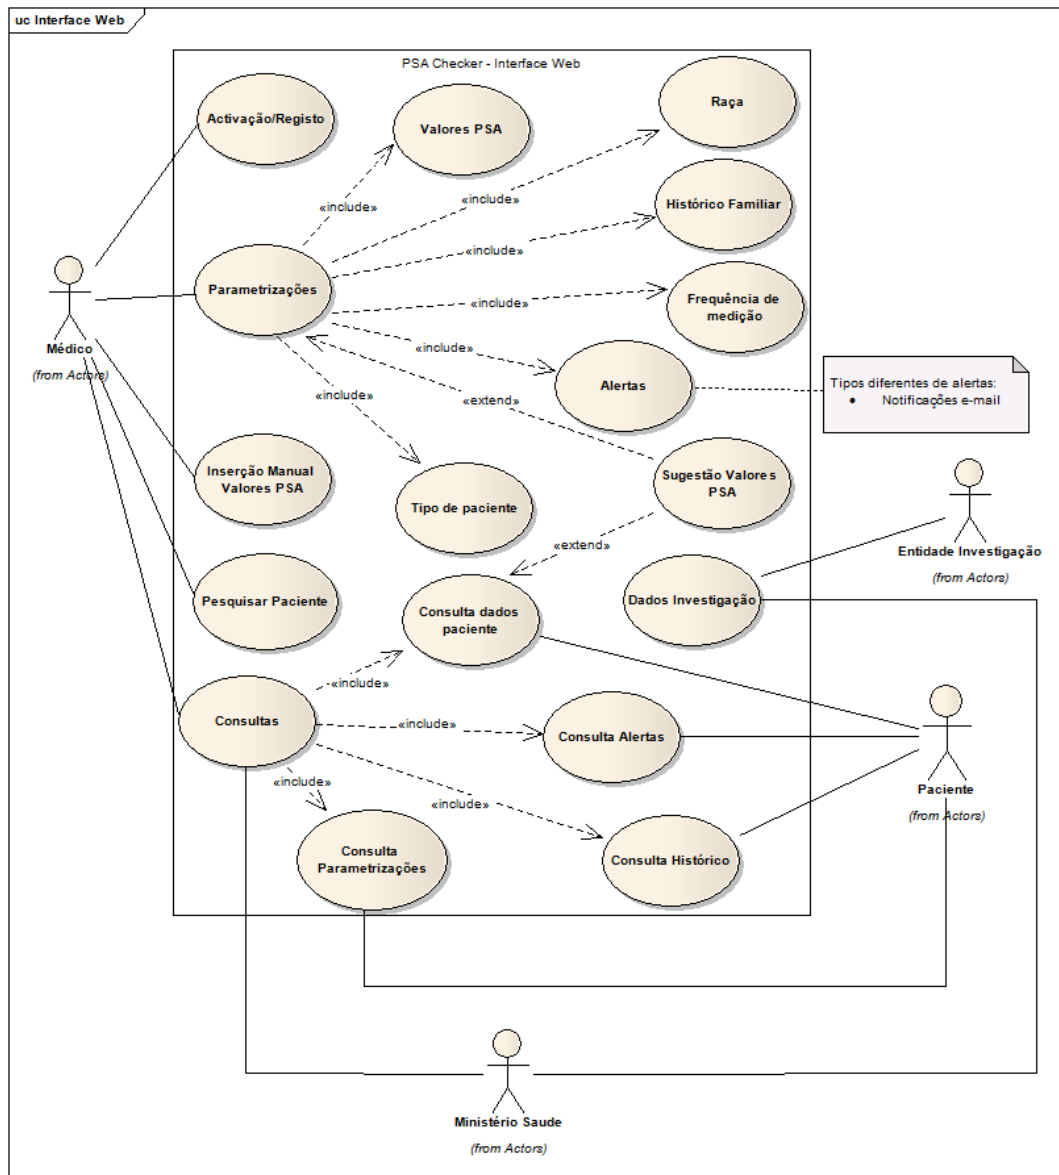 uc Interface Web
PSA Checker - Interface Web
Activação/Registo
Valores PSA
Raça
«include»
«include»
Histórico Familiar
«include»
Parametrizações
Frequência de
medição
«include»
Médico
(from Actors)
«include»
Alertas
Tipos diferentes de alertas:
• Notificações e-mail
«include»
«extend»
Inserção Manual
Valores PSA
Tipo de paciente
Sugestão Valores
PSA
«extend»
Entidade Investigação
(from Actors)
Pesquisar Paciente
Consulta dados
paciente
Dados Investigação
«include»
Consultas
«include»
Consulta Alertas
«include»
«include»
Paciente
(from Actors)
Consulta
Parametrizações
Consulta Histórico
Ministério Saude
(from Actors)